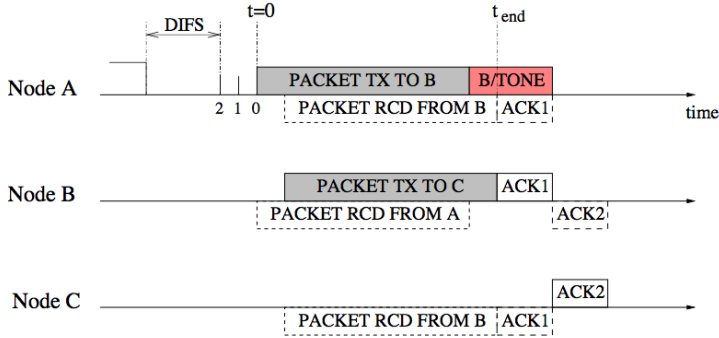 t=0 t end
DIFS
Node A PACKET TX TO B B/TONE
2 1 0 PACKET RCD FROM B ACK1 time
Node B PACKET TX TO C ACK1
PACKET RCD FROM A ACK2
Node C ACK2
PACKET RCD FROM B ACK1